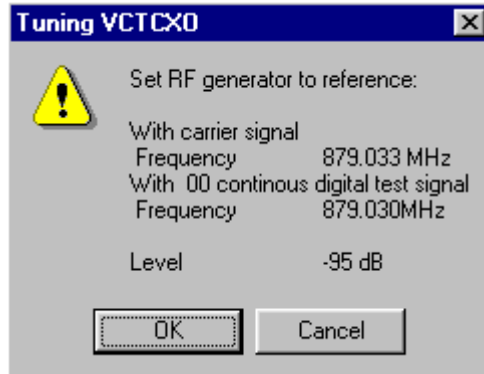 Tuning VCTCXO
Set RF generator to reference:
With carrier signal
Frequency 879.033 MHz
With 00 continous digital test signal
Frequency 879.030MHz
Level -95 dB
OK Cancel